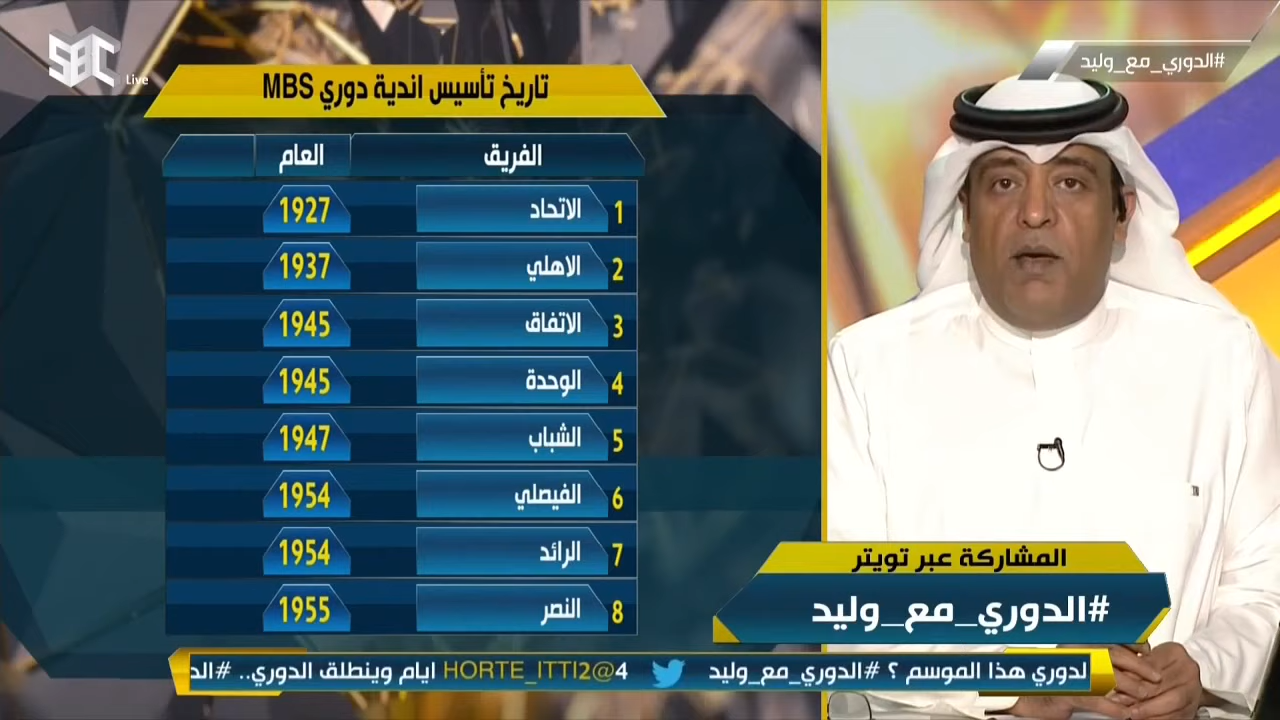 SBC Live
#الدوري_مع_وليد
تاريخ تأسيس اندية دوري MBS
الفريق العام
1 الاتحاد 1927
2 الاهلي 1937
3 الاتفاق 1945
4 الوحدة 1945
5 الشباب 1947
6 الفيصلي 1954
7 الرائد 1954
8 النصر 1955
المشاركة عبر تويتر
#الدوري_مع_وليد
لدوري هذا الموسم ؟ #الدوري_مع_وليد HORTE_ITTI2@ 4 ايام وينطلق الدوري.. #الد